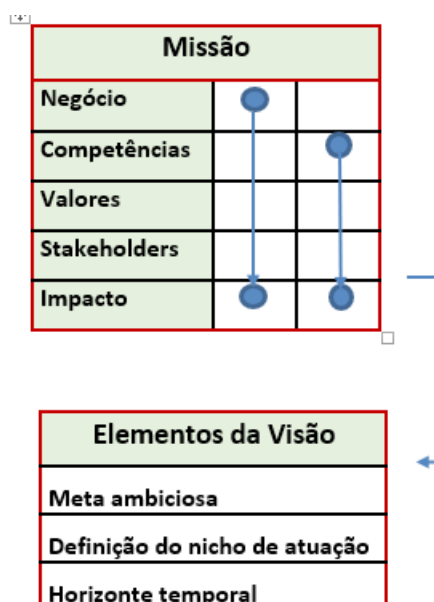 Missão
Negócio
Competências
Valores
Stakeholders
Impacto
Elementos da Visão
Meta ambiciosa
Definição do nicho de atuação
Horizonte temporal